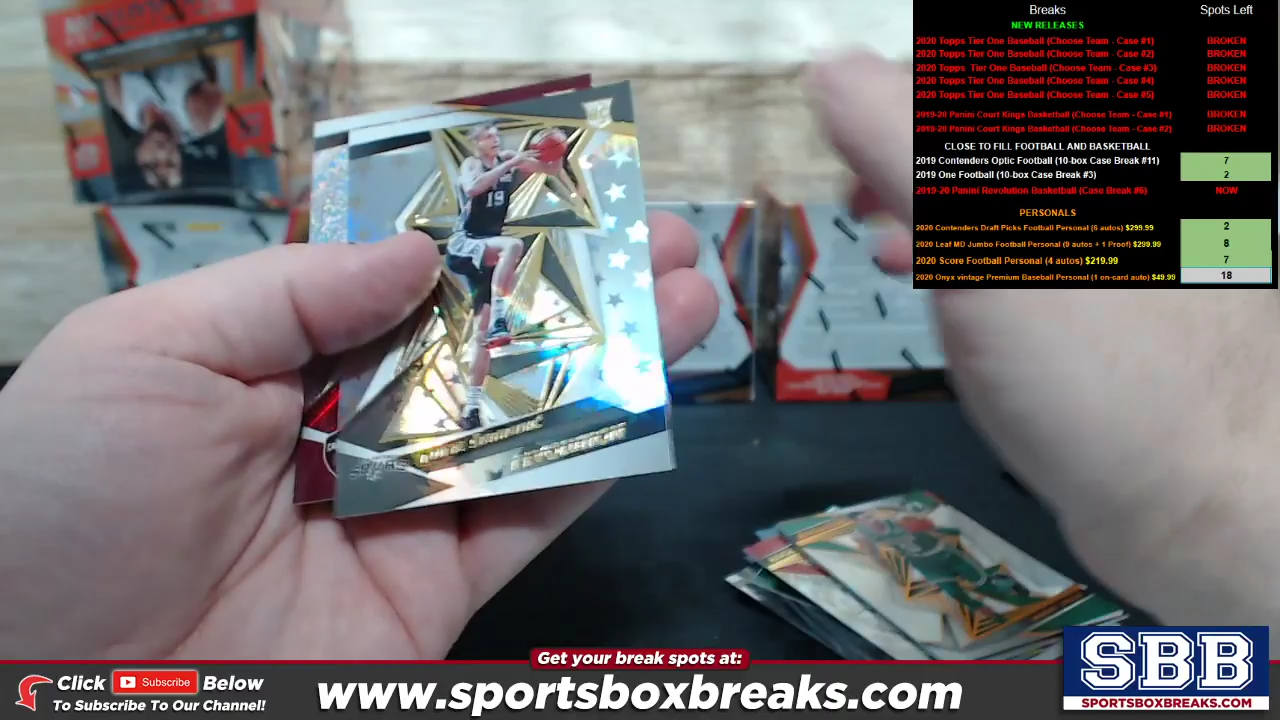 Breaks Spots Left
NEW RELEASES
2020 Topps Tier One Baseball (Choose Team - Case #1) BROKEN
2020 Topps Tier One Baseball (Choose Team - Case #2) BROKEN
2020 Topps Tier One Baseball (Choose Team - Case #3) BROKEN
2020 Topps Tier One Baseball (Choose Team - Case #4) BROKEN
2020 Topps Tier One Baseball (Choose Team - Case #5) BROKEN
2019-20 Panini Court Kings Basketball (Choose Team - Case #1) BROKEN
2019-20 Panini Court Kings Basketball (Choose Team - Case #2) BROKEN
CLOSE TO FILL FOOTBALL AND BASKETBALL
2019 Contenders Optic Football (10-box Case Break #11) 7
2019 One Football (10-box Case Break #3) 2
2019-20 Panini Revolution Basketball (Case Break #6) NOW
PERSONALS
2020 Contenders Draft Picks Football Personal (6 autos) $299.99 2
2020 Leaf MD Jumbo Football Personal (9 autos + 1 Proof) $299.99 8
2020 Score Football Personal (4 autos) $219.99 7
2020 Onyx vintage Premium Baseball Personal (1 on-card auto) $49.99 18
19
SPURS
REVOLUTION
Get your break spots at:
Click Subscribe Below
To Subscribe To Our Channel!
www.sportsboxbreaks.com
SBB
SPORTSBOXBREAKS.COM